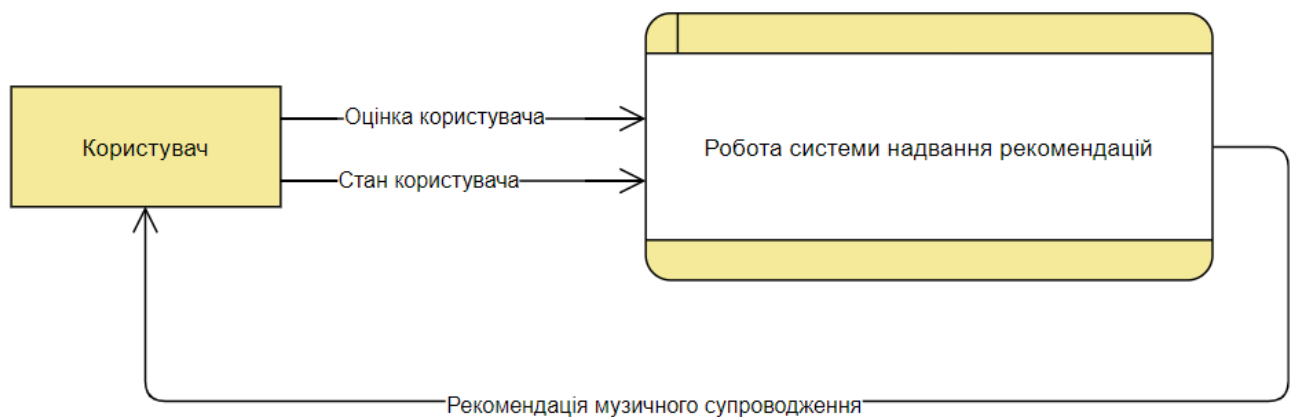 Оцінка користувача
Користувач
Робота системи надвання рекомендацій
Стан користувача
Рекомендація музичного супроводження